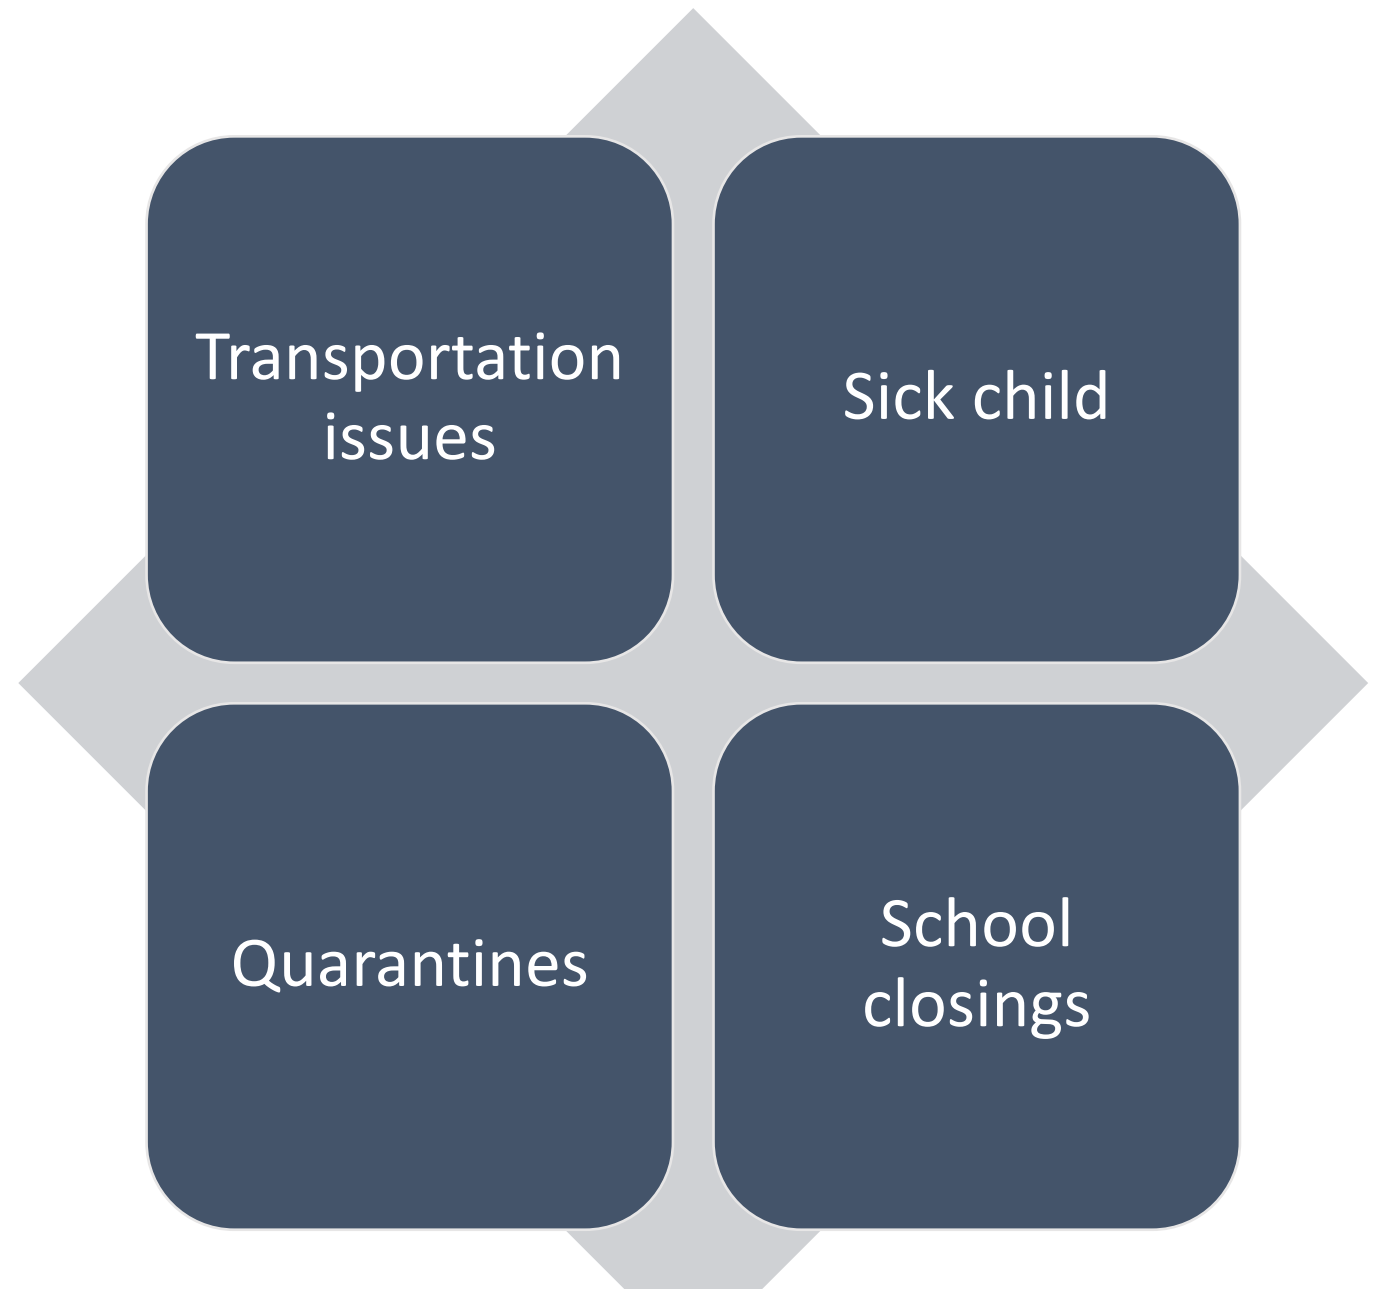 Transportation
issues
Sick child
Quarantines
School
closings